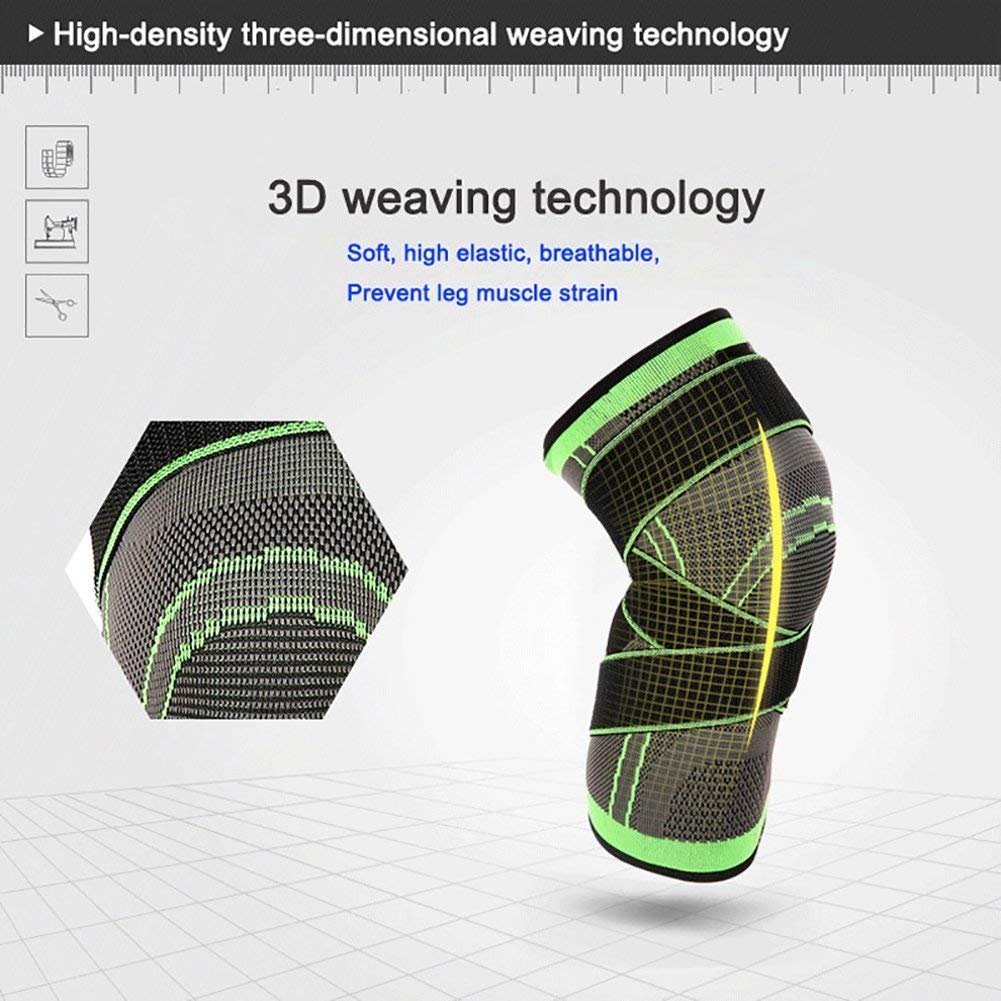 High-density three-dimensional weaving technology
3D weaving technology
Soft, high elastic, breathable,
Prevent leg muscle strain